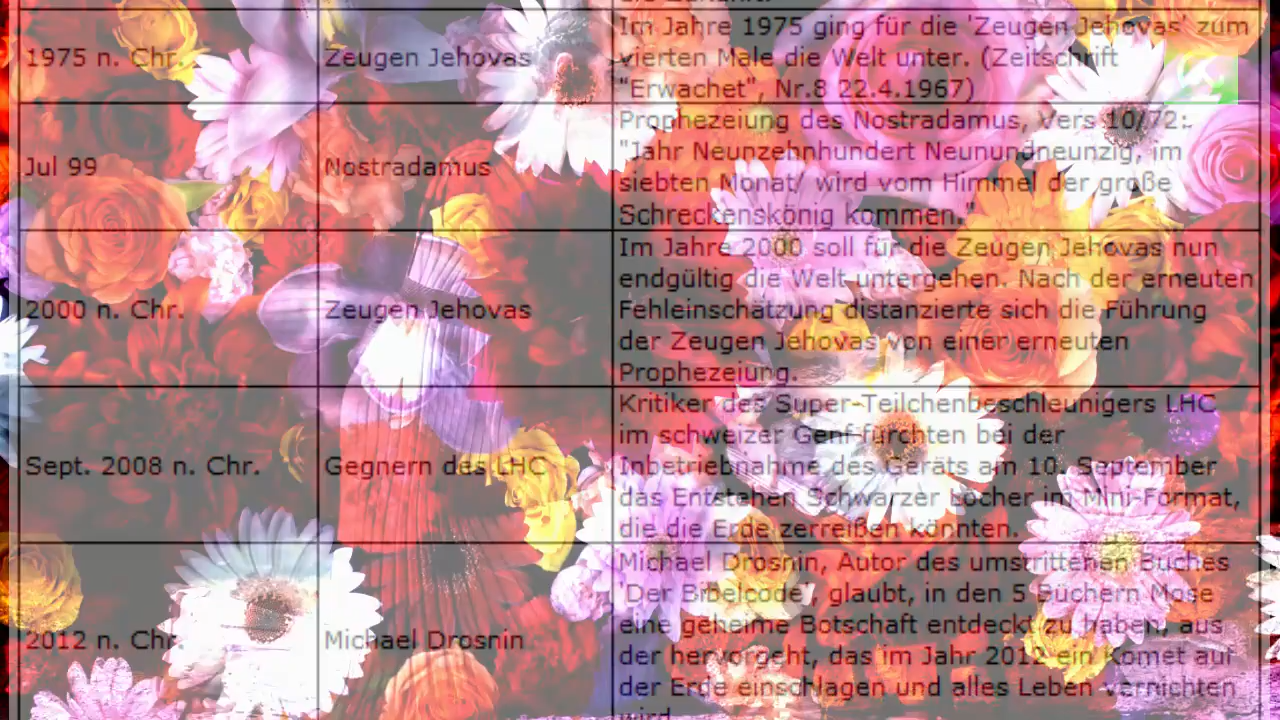 1975 n. Chr.
Zeugen Jehovas
Im Jahre 1975 ging für die 'Zeugen Jehovas' zum
vierten Male die Welt unter. (Zeitschrift
"Erwachet", Nr.8 22.4.1967)
Jul 99
Nostradamus
Prophezeiung des Nostradamus, Vers 10/72:
"Jahr Neunzehnhundert Neunundneunzig, im
siebten Monat/ wird vom Himmel der große
Schreckenskönig kommen."
2000 n. Chr.
Zeugen Jehovas
Im Jahre 2000 soll für die Zeugen Jehovas nun
endgültig die Welt untergehen. Nach der erneuten
Fehleinschätzung distanzierte sich die Führung
der Zeugen Jehovas von einer erneuten
Prophezeiung.
Sept. 2008 n. Chr.
Gegnern des LHC
Kritiker des Super-Teilchenbeschleunigers LHC
im schweizer Genf fürchten bei der
Inbetriebnahme des Geräts am 10. September
das Entstehen Schwarzer Löcher im Mini-Format,
die die Erde zerreißen könnten.
2012 n. Chr.
Michael Drosnin
Michael Drosnin, Autor des umstrittenen Buches
'Der Bibelcode', glaubt, in den 5 Büchern Mose
eine geheime Botschaft entdeckt zu haben, aus
der hervorgeht, das im Jahr 2012 ein Komet auf
der Erde einschlagen und alles Leben vernichten
wird